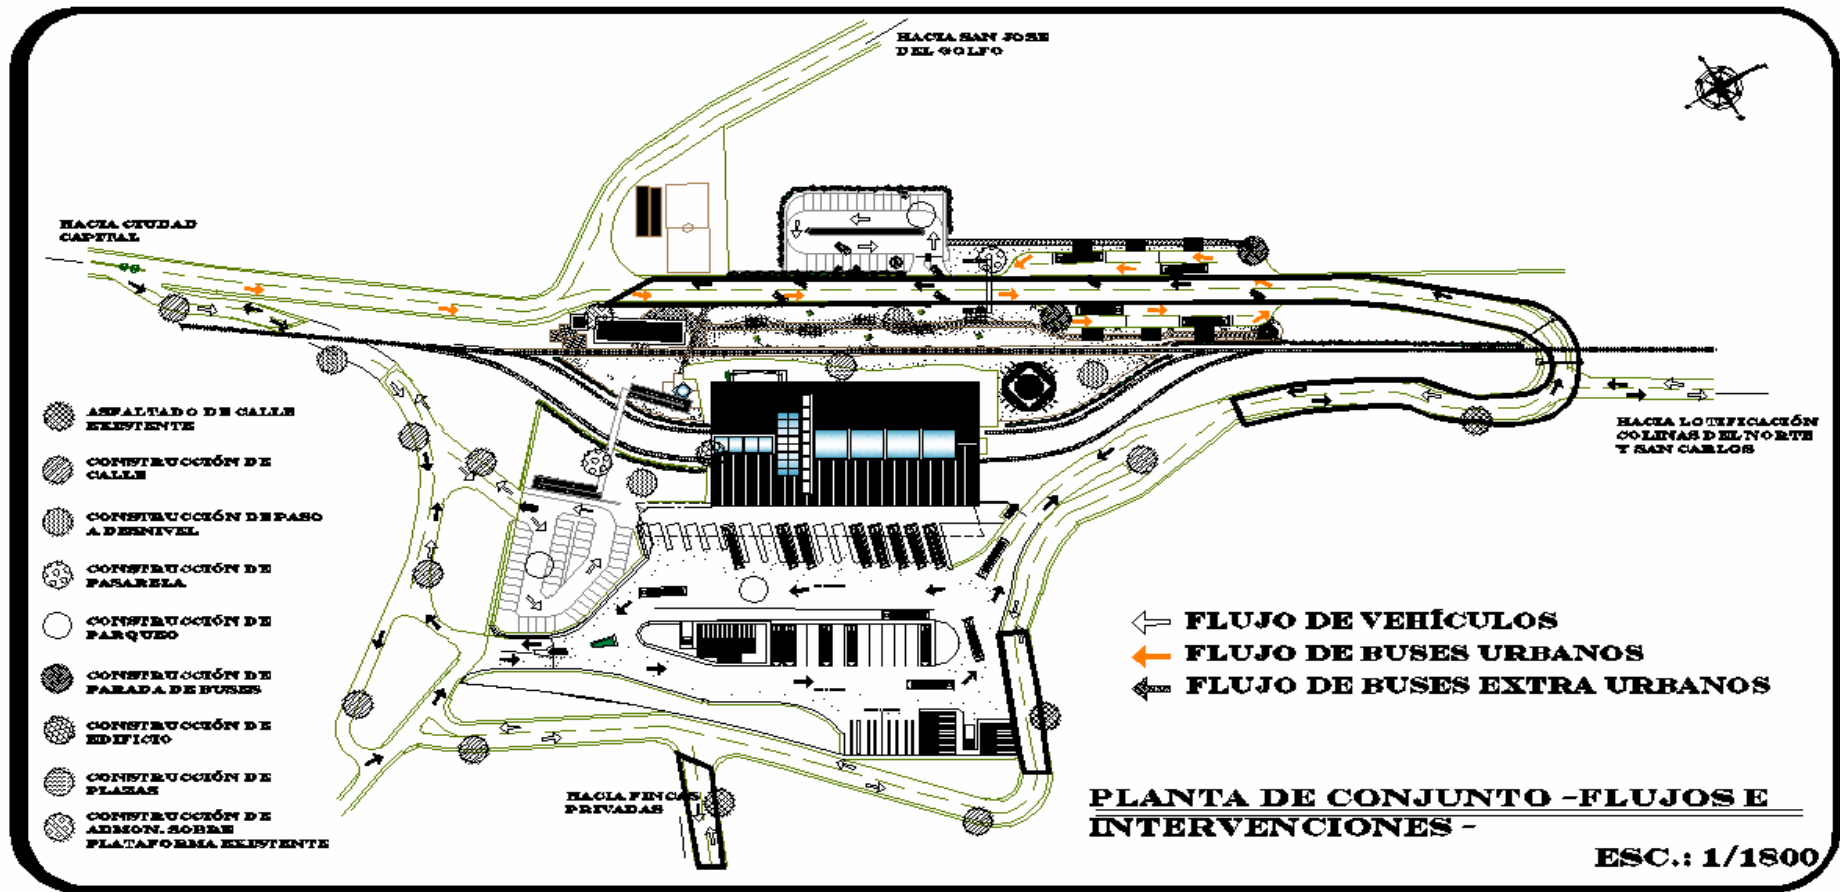 HACIA SAN JOSE
DEL GOLFO
HACIA CIUDAD
CAPITAL
ASFALTADO DE CALLE
EXISTENTE
CONSTRUCCIÓN DE
CALLE
CONSTRUCCIÓN DE PASO
A DESNIVEL
CONSTRUCCIÓN DE
PASARELA
CONSTRUCCIÓN DE
PARQUEO
CONSTRUCCIÓN DE
PARADA DE BUSES
CONSTRUCCIÓN DE
EDIFICIO
CONSTRUCCIÓN DE
PLAZAS
CONSTRUCCIÓN DE
ADMON. SOBRE
PLATAFORMA EXISTENTE
HACIA LOTIFICACIÓN
COLINAS DEL NORTE
Y SAN CARLOS
HACIA FINCAS
PRIVADAS
FLUJO DE VEHÍCULOS
FLUJO DE BUSES URBANOS
FLUJO DE BUSES EXTRA URBANOS
PLANTA DE CONJUNTO -FLUJOS E
INTERVENCIONES -
ESC.: 1/1800